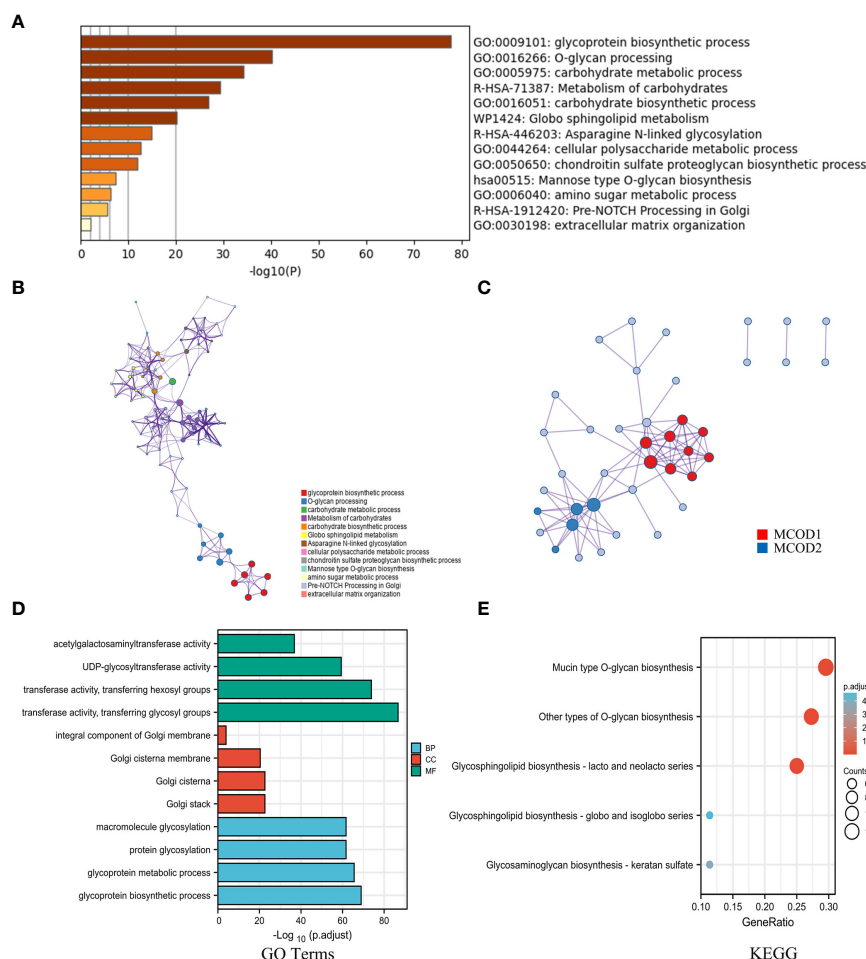 A
GO:0009101: glycoprotein biosynthetic process
GO:0016266: O-glycan processing
GO:0005975: carbohydrate metabolic process
R-HSA-71387: Metabolism of carbohydrates
GO:0016051: carbohydrate biosynthetic process
WP1424: Globo sphingolipid metabolism
R-HSA-446203: Asparagine N-linked glycosylation
GO:0044264: cellular polysaccharide metabolic process
GO:0050650: chondroitin sulfate proteoglycan biosynthetic process
hsa00515: Mannose type O-glycan biosynthesis
GO:0006040: amino sugar metabolic process
R-HSA-1912420: Pre-NOTCH Processing in Golgi
GO:0030198: extracellular matrix organization
0 10 20 30 40 50 60 70 80
-log10(P)
B
glycoprotein biosynthetic process
O-glycan processing
carbohydrate metabolic process
Metabolism of carbohydrates
carbohydrate biosynthetic process
Globo sphingolipid metabolism
Asparagine N-linked glycosylation
cellular polysaccharide metabolic process
chondroitin sulfate proteoglycan biosynthetic process
Mannose type O-glycan biosynthesis
amino sugar metabolic process
Pre-NOTCH Processing in Golgi
extracellular matrix organization
C
MCOD1
MCOD2
D
acetylgalactosaminyltransferase activity
UDP-glycosyltransferase activity
transferase activity, transferring hexosyl groups
transferase activity, transferring glycosyl groups
integral component of Golgi membrane
Golgi cisterna membrane
Golgi cisterna
Golgi stack
macromolecule glycosylation
protein glycosylation
glycoprotein metabolic process
glycoprotein biosynthetic process
BP
CC
MF
0 20 40 60 80
-Log 10 (p.adjust)
GO Terms
E
Mucin type O-glycan biosynthesis
Other types of O-glycan biosynthesis
Glycosphingolipid biosynthesis - lacto and neolacto series
Glycosphingolipid biosynthesis - globo and isoglobo series
Glycosaminoglycan biosynthesis - keratan sulfate
0.10 0.15 0.20 0.25 0.30
GeneRatio
KEGG
p.adjus
4
3
2
1
Counts